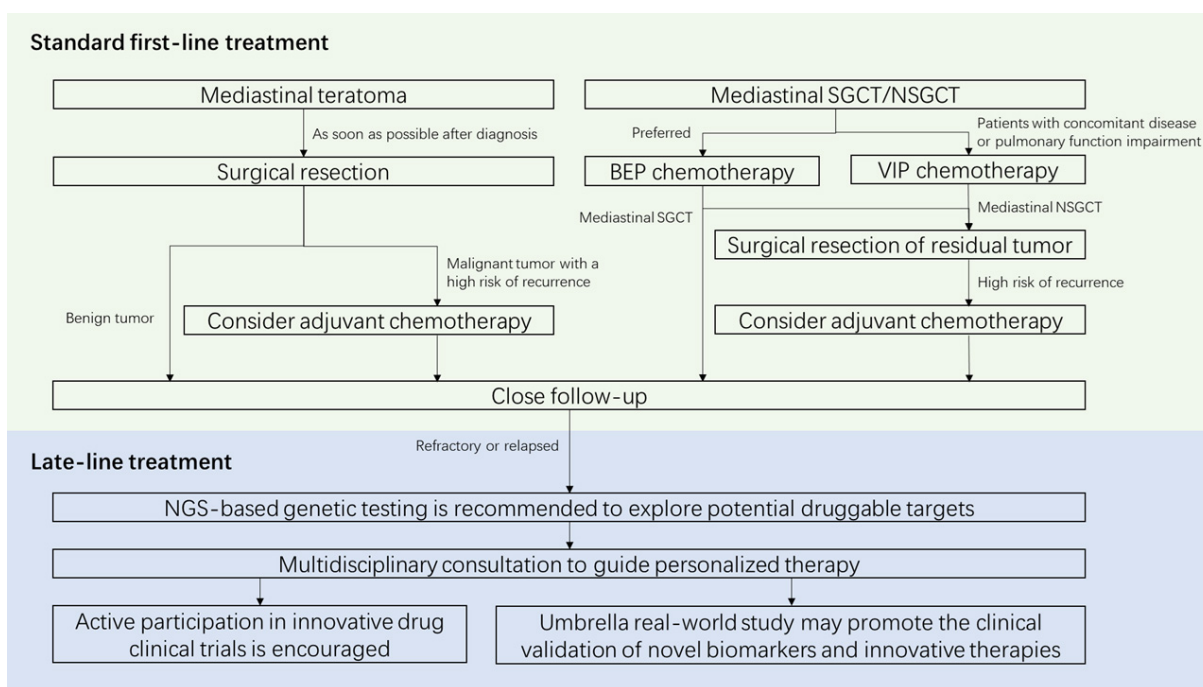 Standard first-line treatment
Mediastinal teratoma
Mediastinal SGCT/NSGCT
As soon as possible after diagnosis
Preferred
Patients with concomitant disease
or pulmonary function impairment
Surgical resection
BEP chemotherapy
VIP chemotherapy
Mediastinal SGCT
Mediastinal NSGCT
Surgical resection of residual tumor
Malignant tumor with a
high risk of recurrence
High risk of recurrence
Benign tumor
Consider adjuvant chemotherapy
Consider adjuvant chemotherapy
Close follow-up
Refractory or relapsed
Late-line treatment
NGS-based genetic testing is recommended to explore potential druggable targets
Multidisciplinary consultation to guide personalized therapy
Active participation in innovative drug
clinical trials is encouraged
Umbrella real-world study may promote the clinical
validation of novel biomarkers and innovative therapies